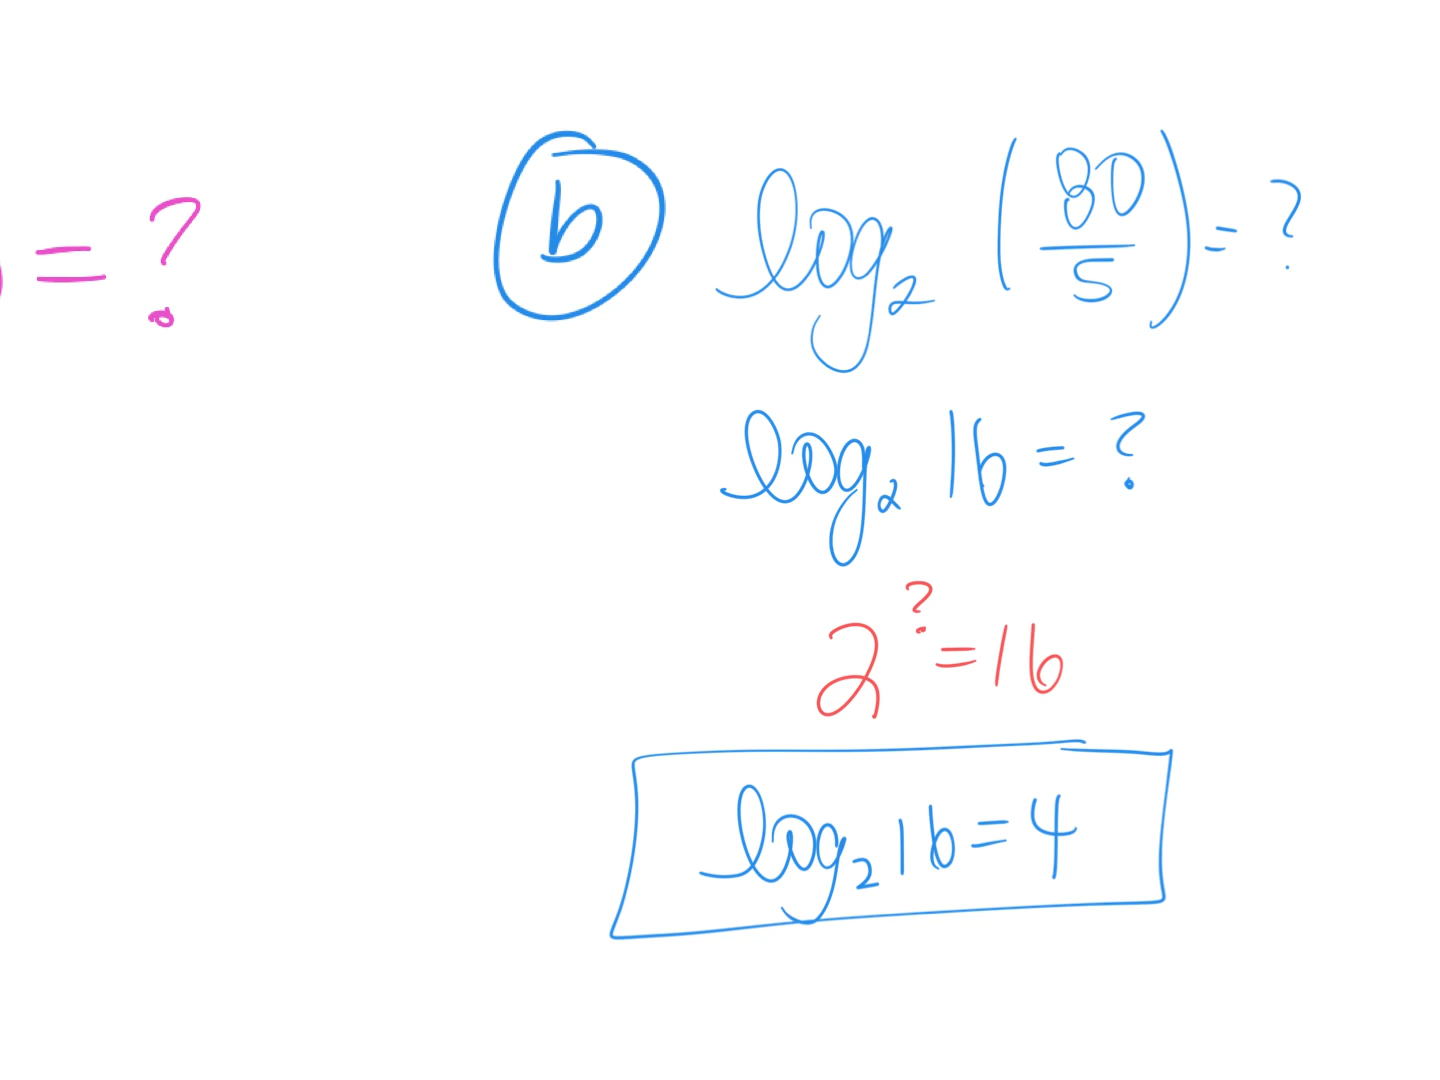 = ?
b log₂ (80/5) = ?
log₂ 16 = ?
2^? = 16
log₂ 16 = 4